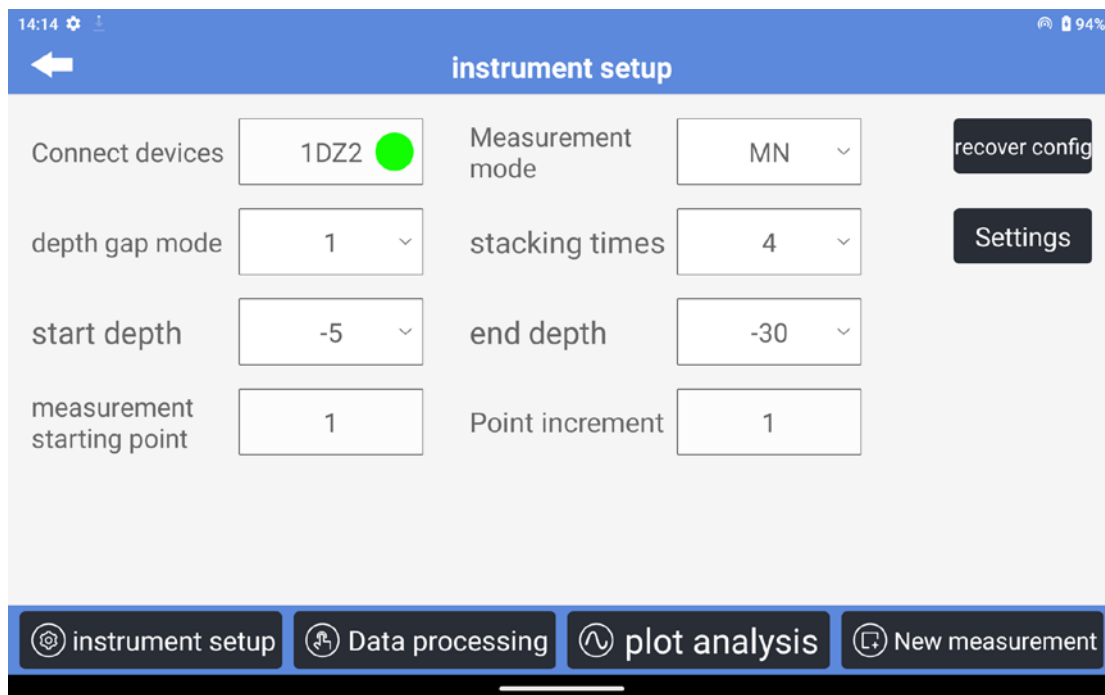 14:14
94%
instrument setup
Connect devices
1DZ2
Measurement
mode
MN
recover config
depth gap mode
1
stacking times
4
Settings
start depth
-5
end depth
-30
measurement
starting point
1
Point increment
1
instrument setup
Data processing
plot analysis
New measurement